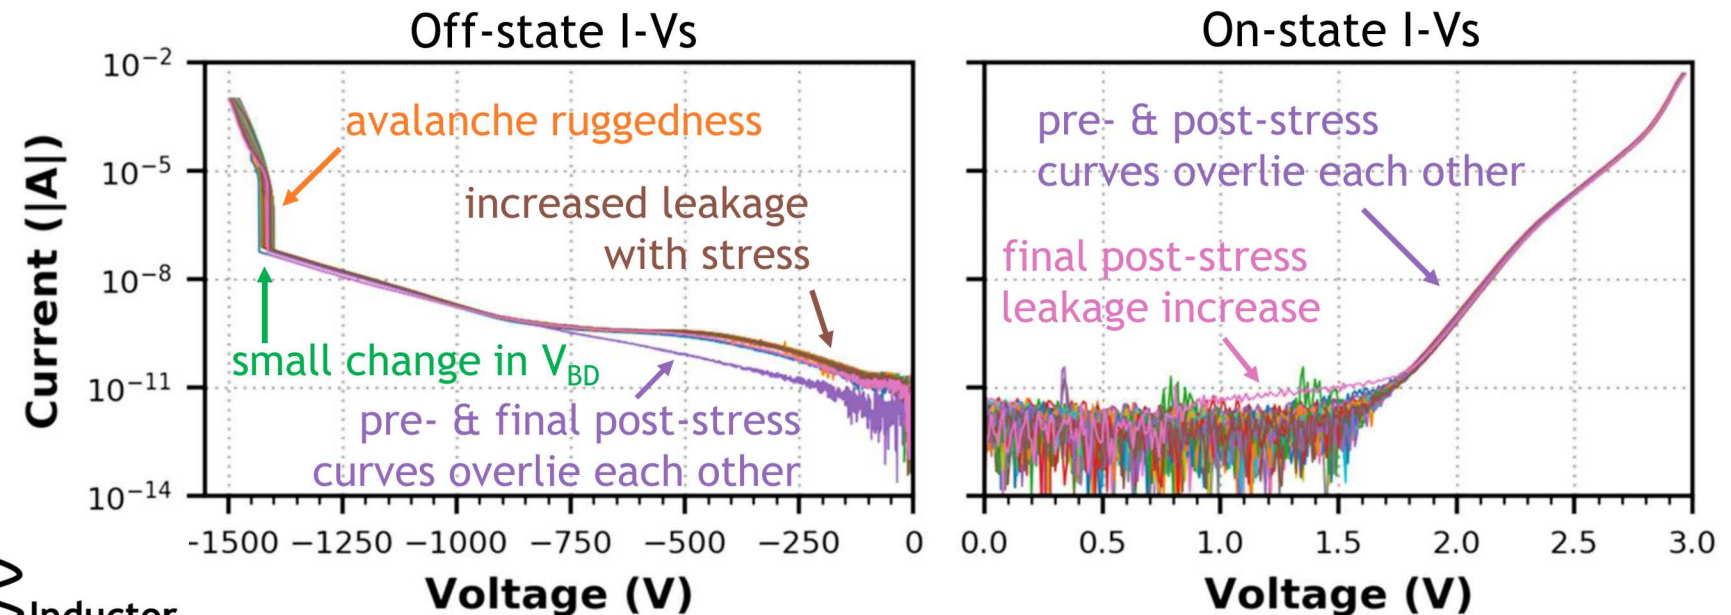 Off-state I-Vs
On-state I-Vs
Current (|A|)
10⁻²
10⁻⁵
10⁻⁸
10⁻¹¹
10⁻¹⁴
avalanche ruggedness
increased leakage
with stress
small change in V_BD
pre- & final post-stress
curves overlie each other
-1500 −1250 −1000 −750 −500 −250 0
Voltage (V)
pre- & post-stress
curves overlie each other
final post-stress
leakage increase
0.0 0.5 1.0 1.5 2.0 2.5 3.0
Voltage (V)
Inductor